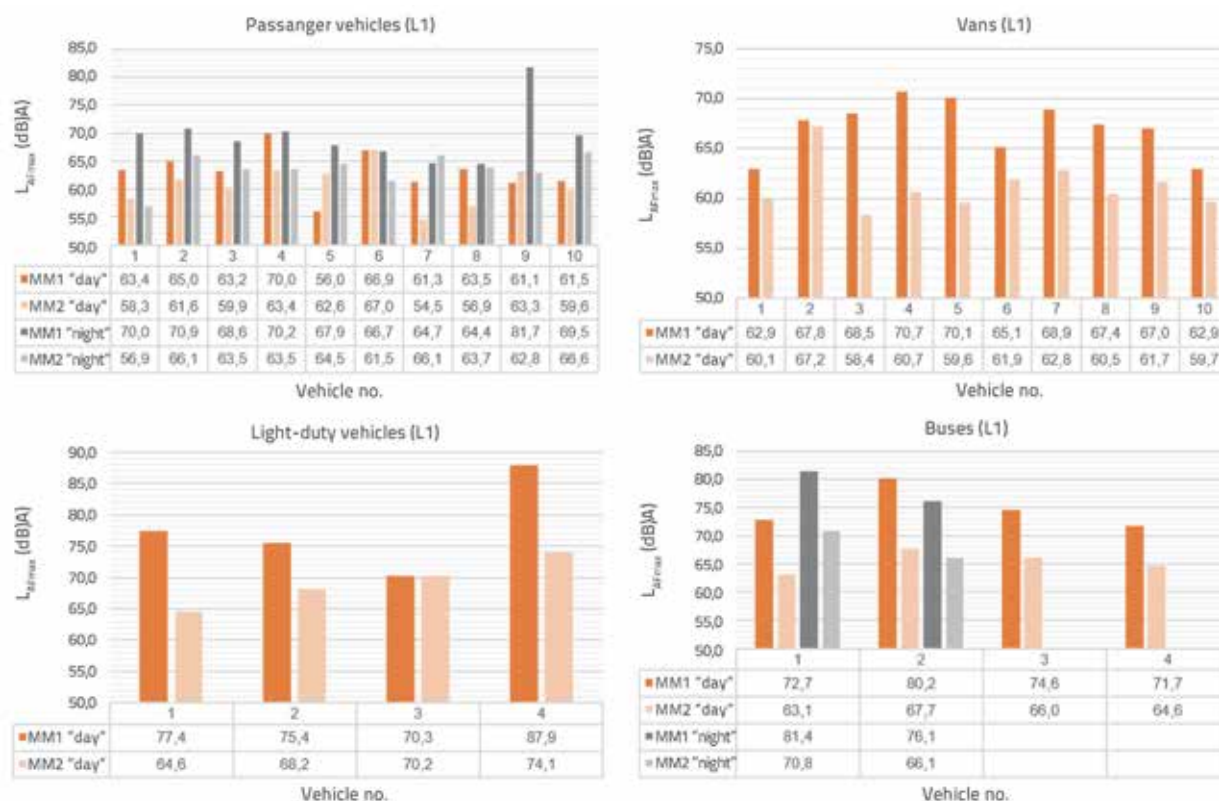 Passanger vehicles (L1)
L_AFmax (dB)A)
85,0
80,0
75,0
70,0
65,0
60,0
55,0
50,0
1 2 3 4 5 6 7 8 9 10
MM1 "day" 63,4 65,0 63,2 70,0 56,0 66,9 61,3 63,5 61,1 61,5
MM2 "day" 58,3 61,6 59,9 63,4 62,6 67,0 54,5 56,9 63,3 59,6
MM1 "night" 70,0 70,9 68,6 70,2 67,9 66,7 64,7 64,4 81,7 69,5
MM2 "night" 56,9 66,1 63,5 63,5 64,5 61,5 66,1 63,7 62,8 66,6
Vehicle no.
Vans (L1)
L_AFmax (dB)A)
75,0
70,0
65,0
60,0
55,0
50,0
1 2 3 4 5 6 7 8 9 10
MM1 "day" 62,9 67,8 68,5 70,7 70,1 65,1 68,9 67,4 67,0 62,9
MM2 "day" 60,1 67,2 58,4 60,7 59,6 61,9 62,8 60,5 61,7 59,7
Vehicle no.
Light-duty vehicles (L1)
L_AFmax (dB)A)
90,0
85,0
80,0
75,0
70,0
65,0
60,0
55,0
50,0
1 2 3 4
MM1 "day" 77,4 75,4 70,3 87,9
MM2 "day" 64,6 68,2 70,2 74,1
Vehicle no.
Buses (L1)
L_AFmax (dB)A)
85,0
80,0
75,0
70,0
65,0
60,0
55,0
50,0
1 2 3 4
MM1 "day" 72,7 80,2 74,6 71,7
MM2 "day" 63,1 67,7 66,0 64,6
MM1 "night" 81,4 76,1
MM2 "night" 70,8 66,1
Vehicle no.